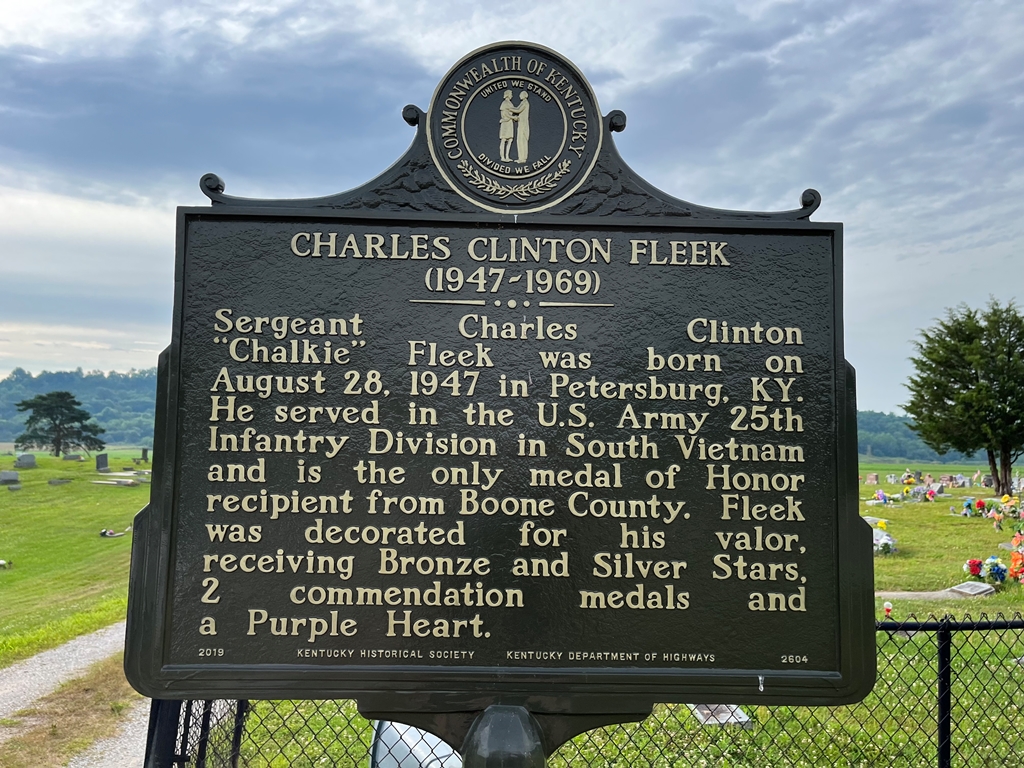 COMMONWEALTH OF KENTUCKY
UNITED WE STAND
DIVIDED WE FALL
CHARLES CLINTON FLEEK
(1947-1969)
Sergeant Charles Clinton
"Chalkie" Fleek was born on
August 28, 1947 in Petersburg, KY.
He served in the U.S. Army 25th
Infantry Division in South Vietnam
and is the only medal of Honor
recipient from Boone County. Fleek
was decorated for his valor,
receiving Bronze and Silver Stars,
2 commendation medals and
a Purple Heart.
2019 KENTUCKY HISTORICAL SOCIETY KENTUCKY DEPARTMENT OF HIGHWAYS 2604